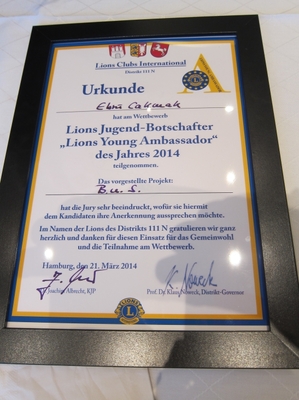 Lions Clubs International
Distrikt 111 N
Urkunde
Ebru Cakmak
hat am Wettbewerb
Lions Jugend-Botschafter
„Lions Young Ambassador“
des Jahres 2014
teilgenommen.
Das vorgestellte Projekt:
B.u.S.
hat die Jury sehr beeindruckt, wofür sie hiermit
dem Kandidaten ihre Anerkennung aussprechen möchte.
Im Namen der Lions des Distrikts 111 N gratulieren wir ganz
herzlich und danken für diesen Einsatz für das Gemeinwohl
und die Teilnahme am Wettbewerb.
Hamburg, den 21. März 2014
Joachim Albrecht, KJP
Prof. Dr. Klaus Noweck, Distrikt-Governor
LIONS